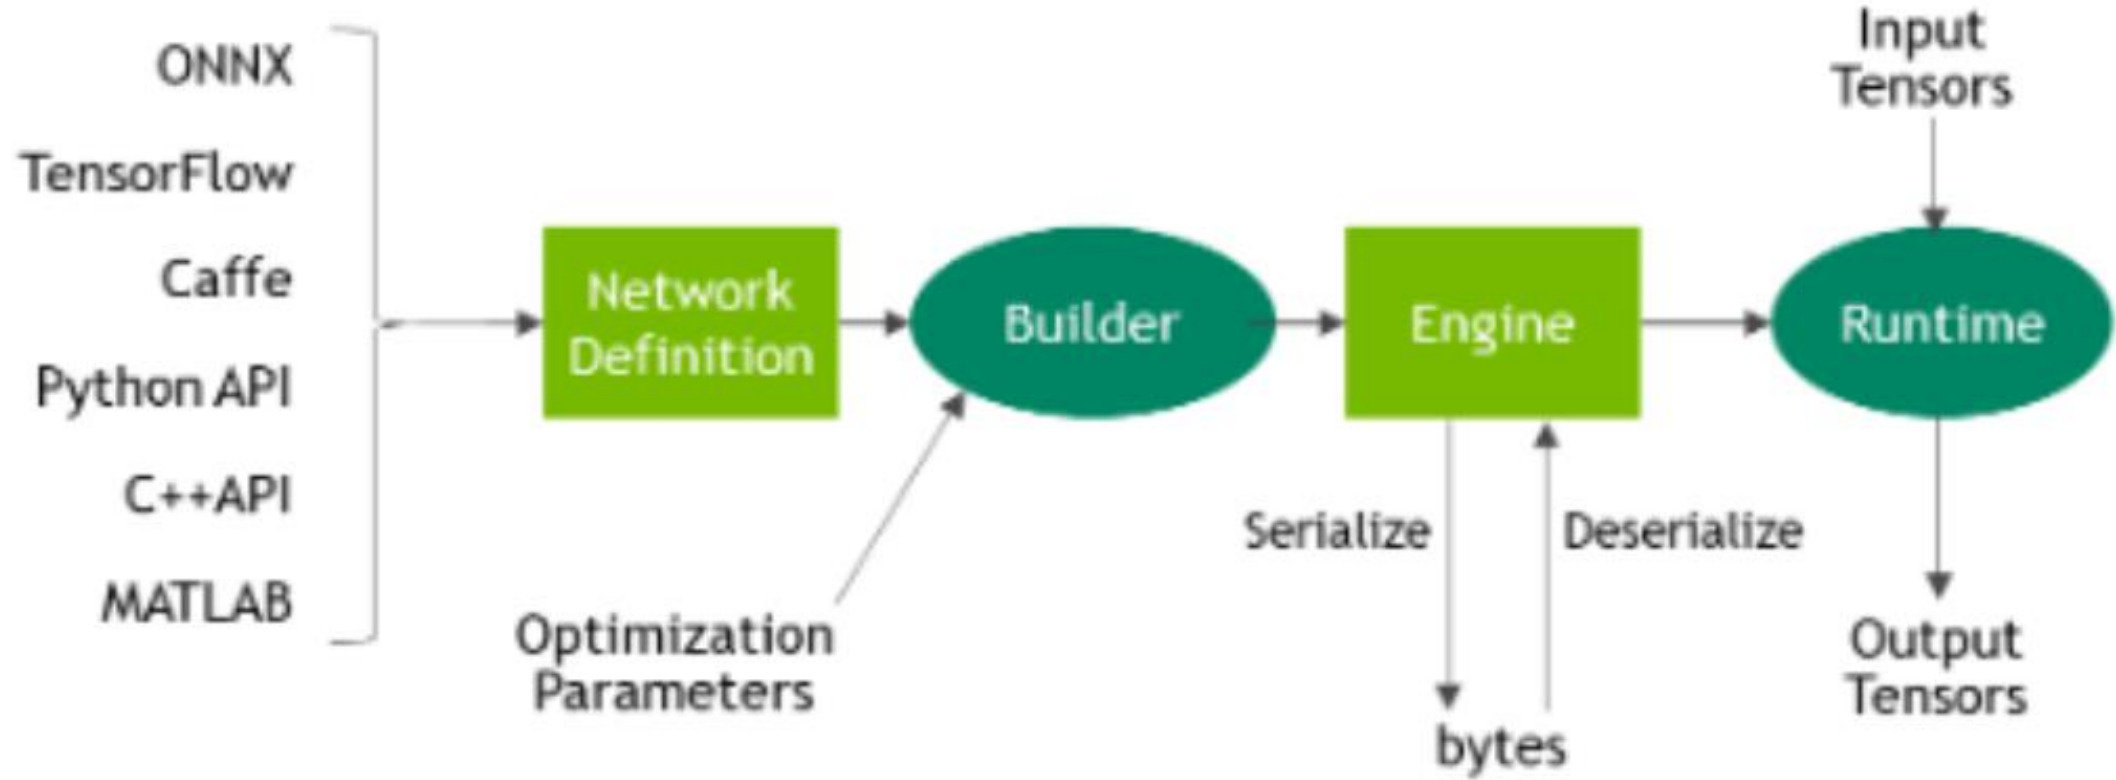 ONNX
TensorFlow
Caffe
Python API
C++API
MATLAB
Network
Definition
Optimization
Parameters
Builder
Engine
Serialize
Deserialize
bytes
Input
Tensors
Runtime
Output
Tensors